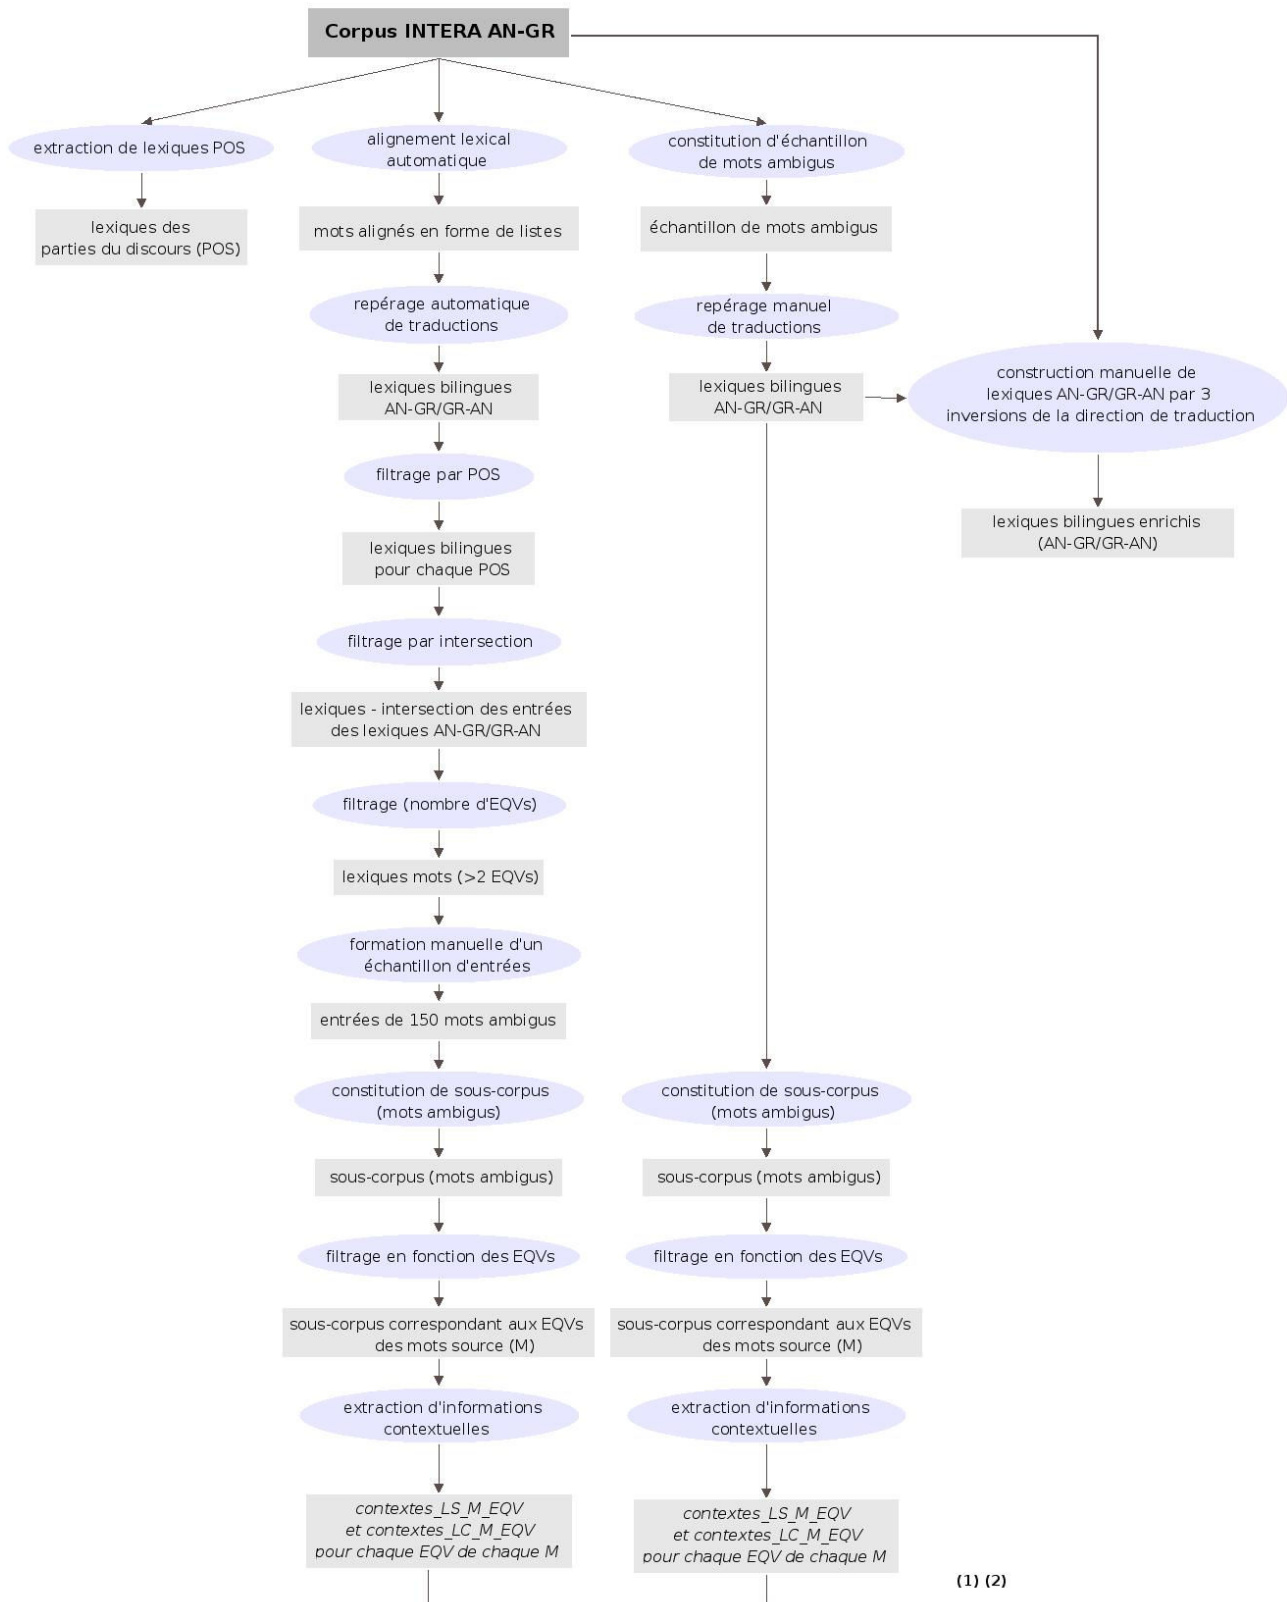 Corpus INTERA AN-GR
extraction de lexiques POS
lexiques des
parties du discours (POS)
alignement lexical
automatique
mots alignés en forme de listes
repérage automatique
de traductions
lexiques bilingues
AN-GR/GR-AN
filtrage par POS
lexiques bilingues
pour chaque POS
filtrage par intersection
lexiques - intersection des entrées
des lexiques AN-GR/GR-AN
filtrage (nombre d'EQVs)
lexiques mots (>2 EQVs)
formation manuelle d'un
échantillon d'entrées
entrées de 150 mots ambigus
constitution de sous-corpus
(mots ambigus)
sous-corpus (mots ambigus)
filtrage en fonction des EQVs
sous-corpus correspondant aux EQVs
des mots source (M)
extraction d'informations
contextuelles
contextes_LS_M_EQV
et contextes_LC_M_EQV
pour chaque EQV de chaque M
constitution d'échantillon
de mots ambigus
échantillon de mots ambigus
repérage manuel
de traductions
lexiques bilingues
AN-GR/GR-AN
constitution de sous-corpus
(mots ambigus)
sous-corpus (mots ambigus)
filtrage en fonction des EQVs
sous-corpus correspondant aux EQVs
des mots source (M)
extraction d'informations
contextuelles
contextes_LS_M_EQV
et contextes_LC_M_EQV
pour chaque EQV de chaque M
construction manuelle de
lexiques AN-GR/GR-AN par 3
inversions de la direction de traduction
lexiques bilingues enrichis
(AN-GR/GR-AN)
(1) (2)